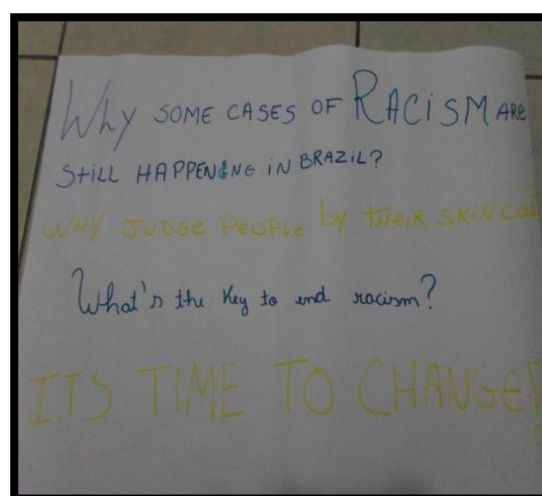 Why SOME CASES OF RACiSM ARE
STiLL HAPPENiNG iN BRAZiL?
WHY JUDGE PEOPLE by THEIR SKIN
What's the Key to end racism?
IT'S TIME TO CHANGE